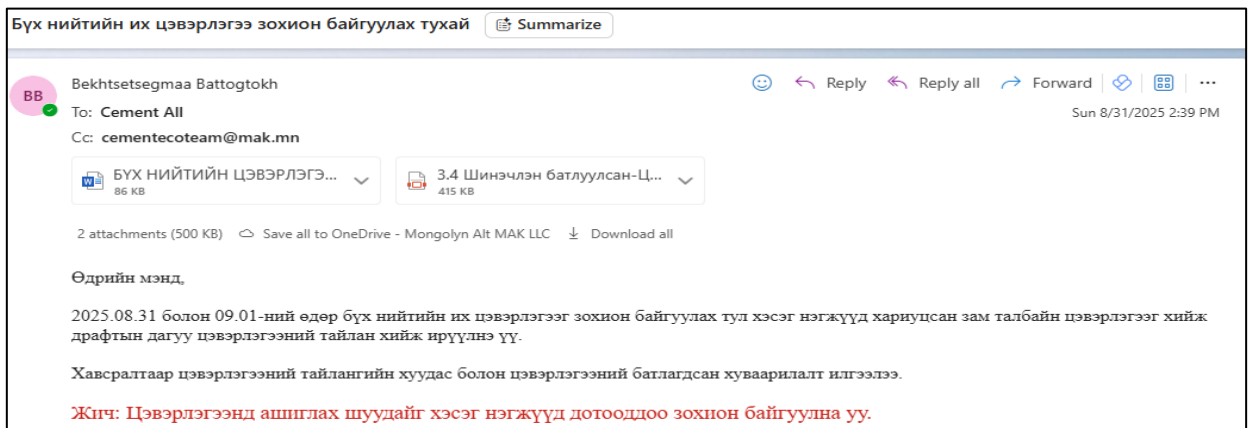 Бүх нийтийн их цэвэрлэгээ зохион байгуулах тухай Summarize
BB
Bekhtsetsegmaa Battogtokh
Reply Reply all Forward
To: Cement All
Sun 8/31/2025 2:39 PM
Cc: cementecoteam@mak.mn
БҮХ НИЙТИЙН ЦЭВЭРЛЭГЭ...
86 KB
3.4 Шинэчлэн батлуулсан-Ц...
415 KB
2 attachments (500 KB) Save all to OneDrive - Mongolyn Alt MAK LLC Download all
Өдрийн мэнд,
2025.08.31 болон 09.01-ний өдөр бүх нийтийн их цэвэрлэгээг зохион байгуулах тул хэсэг нэгжүүд хариуцсан зам талбайн цэвэрлэгээг хийж
драфтын дагуу цэвэрлэгээний тайлан хийж ирүүлнэ үү.
Хавсралтаар цэвэрлэгээний тайлангийн хуудас болон цэвэрлэгээний батлагдсан хуваарилалт илгээлээ.
Жич: Цэвэрлэгээнд ашиглах шуудайг хэсэг нэгжүүд дотооддоо зохион байгуулна уу.